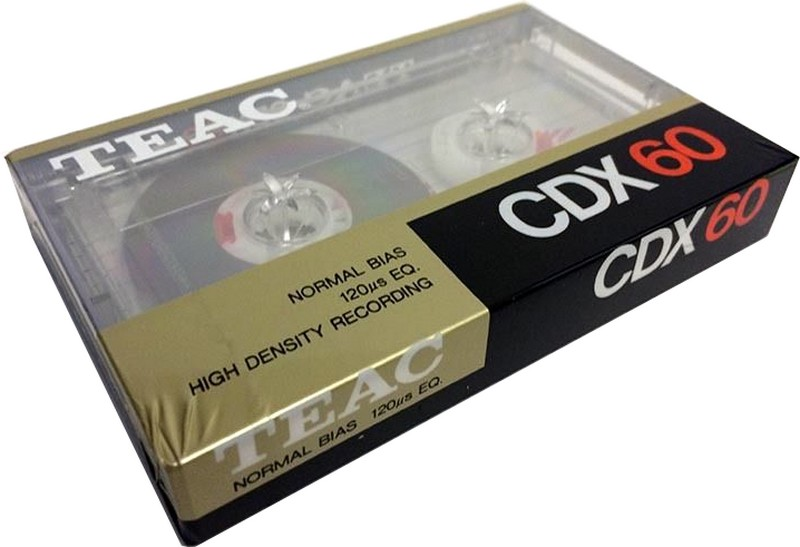 TEAC
CDX 60
NORMAL BIAS
120µs EQ.
HIGH DENSITY RECORDING
CDX 60
TEAC
NORMAL BIAS 120µs EQ.